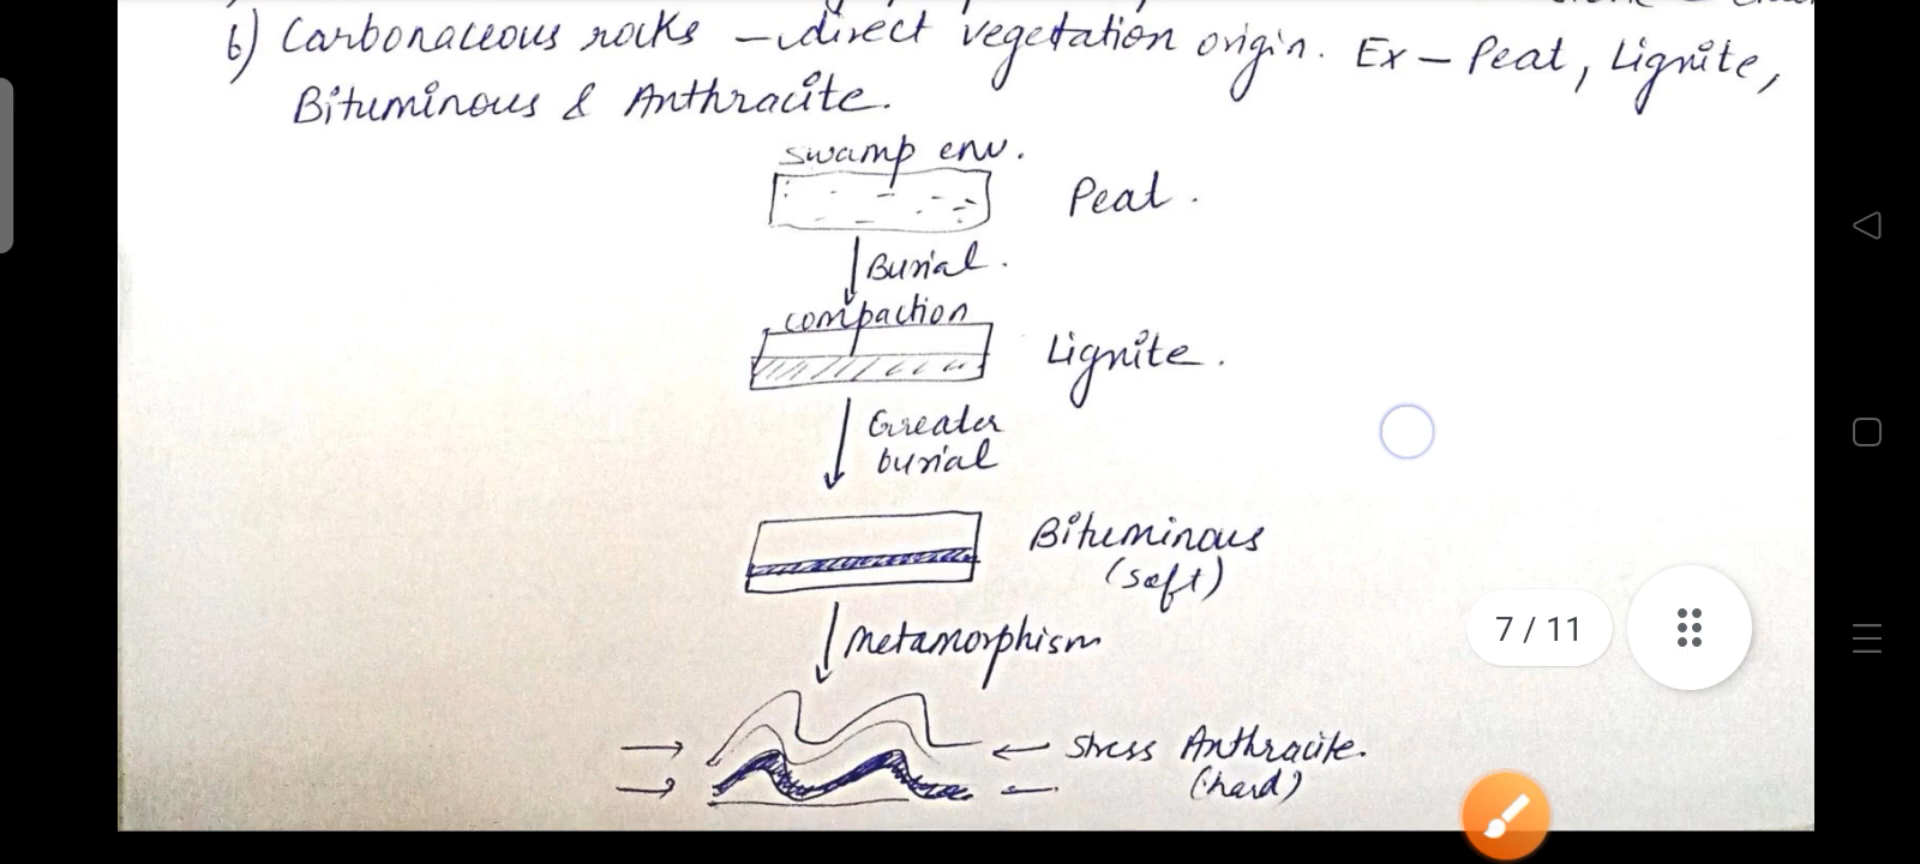 b) Carbonaceous rocks – direct vegetation origin. Ex – Peat, Lignite,
Bituminous & Anthracite.
swamp env.
Peat.
Burial.
compaction
Lignite.
Greater
burial
Bituminous
(soft)
Metamorphism
stress Anthracite.
(hard)
7 / 11